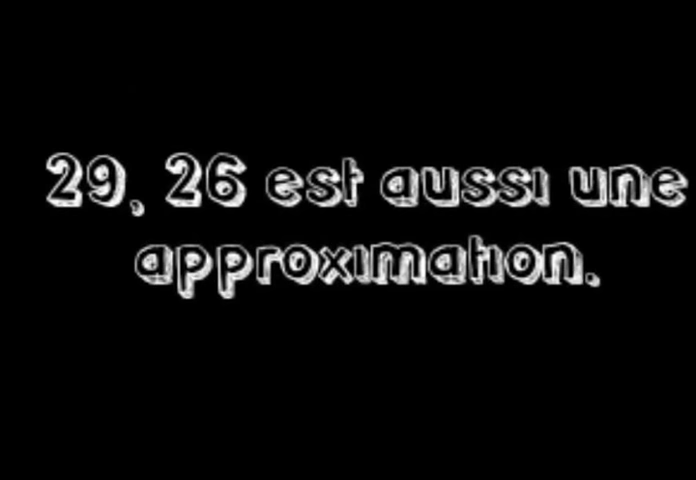 29, 26 est aussi une
approximation.